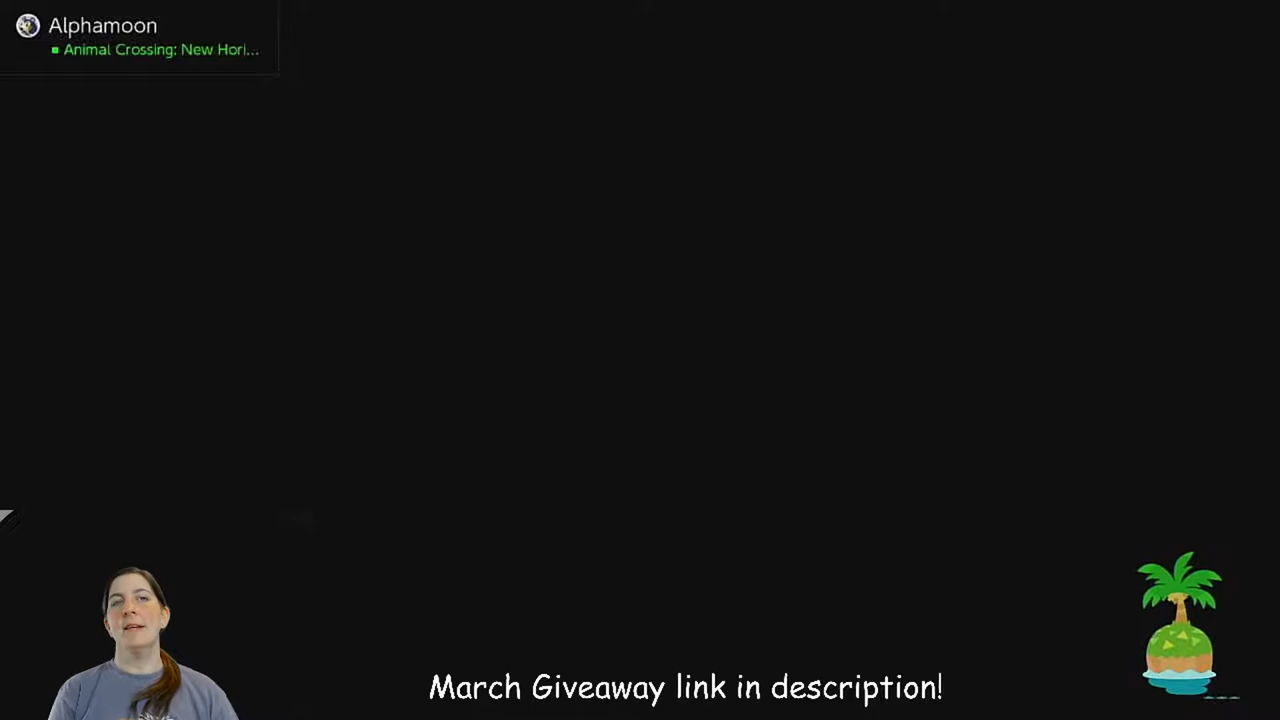 Alphamoon
Animal Crossing: New Hori...
March Giveaway link in description!